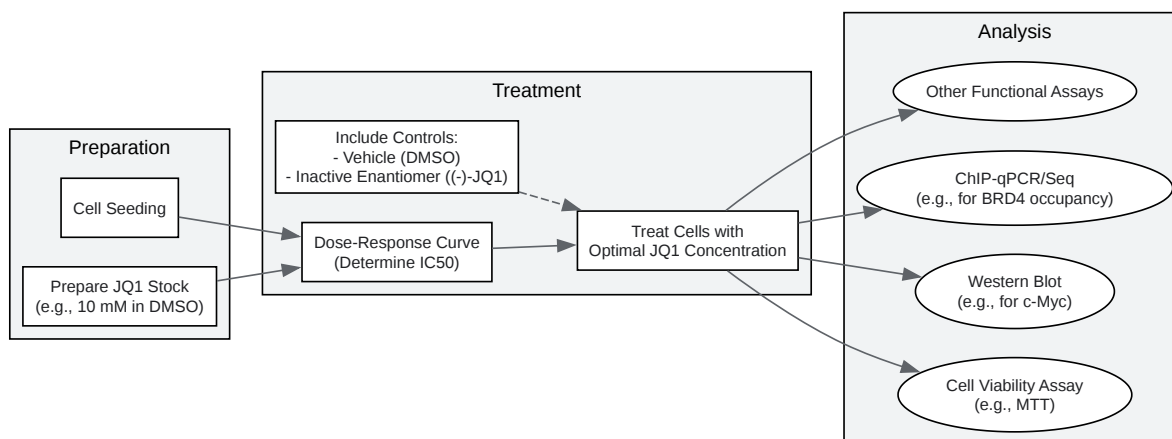 Preparation
Cell Seeding
Prepare JQ1 Stock
(e.g., 10 mM in DMSO)
Treatment
Include Controls:
- Vehicle (DMSO)
- Inactive Enantiomer ((-)-JQ1)
Dose-Response Curve
(Determine IC50)
Treat Cells with
Optimal JQ1 Concentration
Analysis
Other Functional Assays
ChIP-qPCR/Seq
(e.g., for BRD4 occupancy)
Western Blot
(e.g., for c-Myc)
Cell Viability Assay
(e.g., MTT)